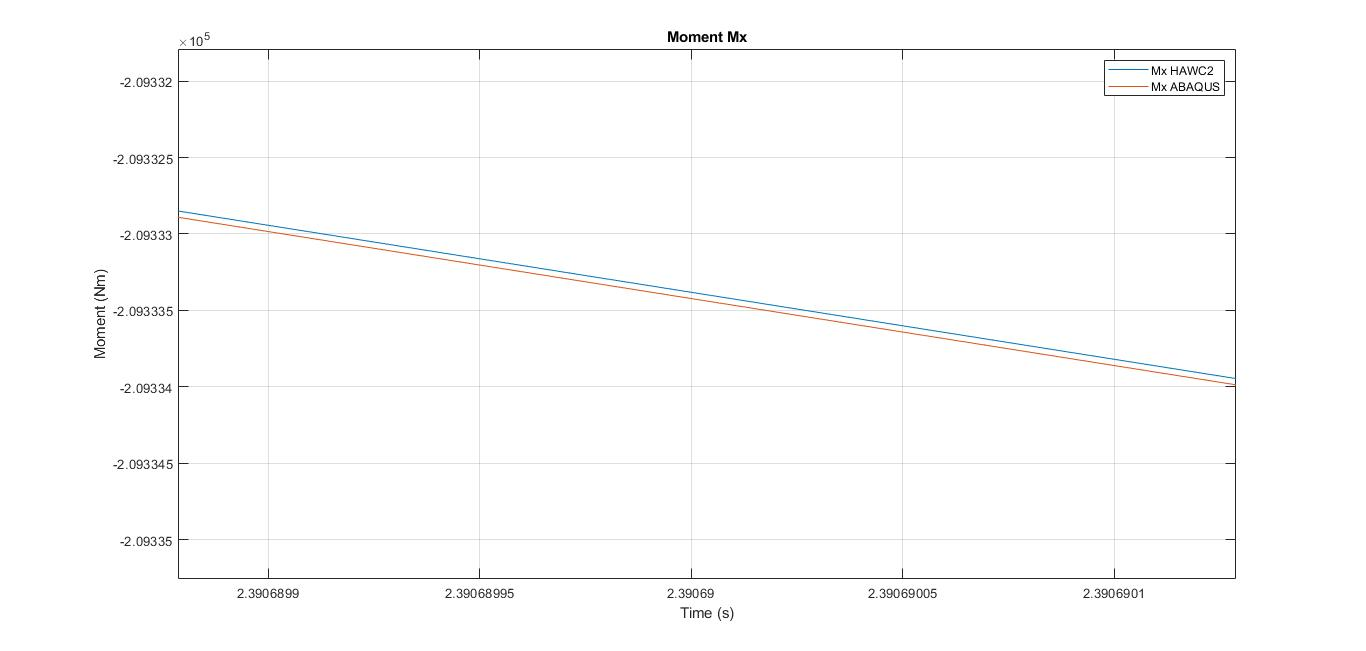 Moment Mx
×10^5
Mx HAWC2
Mx ABAQUS
-2.09332
-2.093325
-2.09333
-2.093335
-2.09334
-2.093345
-2.09335
Moment (Nm)
2.3906899
2.39068995
2.39069
2.39069005
2.3906901
Time (s)